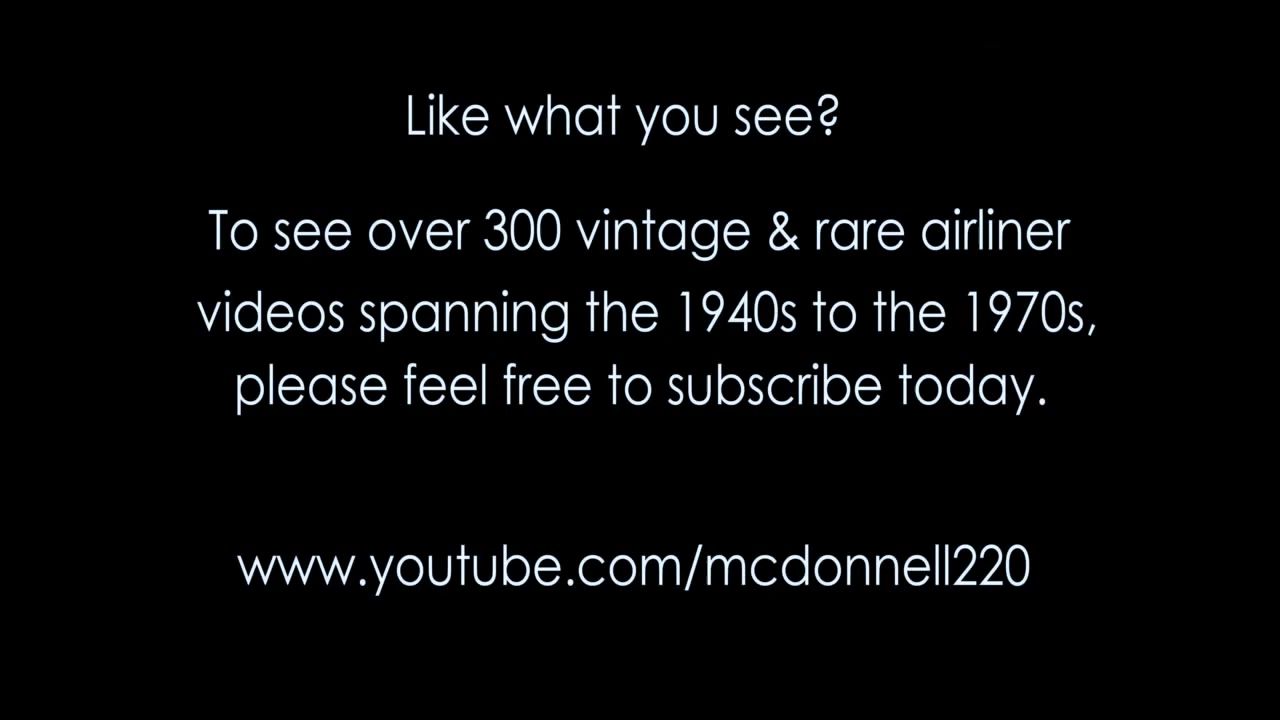 Like what you see?
To see over 300 vintage & rare airliner
videos spanning the 1940s to the 1970s,
please feel free to subscribe today.
www.youtube.com/mcdonnell220